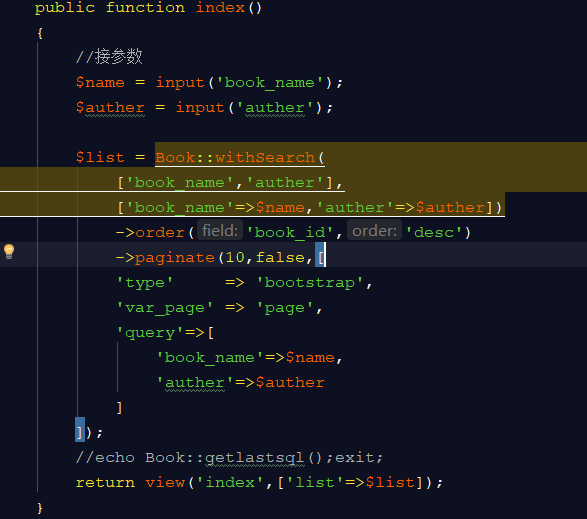 public function index()
{
//接参数
$name = input('book_name');
$auther = input('auther');
$list = Book::withSearch(
['book_name','auther'],
['book_name'=>$name,'auther'=>$auther])
->order( field: 'book_id', order: 'desc')
->paginate(10,false,[
'type' => 'bootstrap',
'var_page' => 'page',
'query'=>[
'book_name'=>$name,
'auther'=>$auther
]
]);
//echo Book::getlastsql();exit;
return view('index',['list'=>$list]);
}